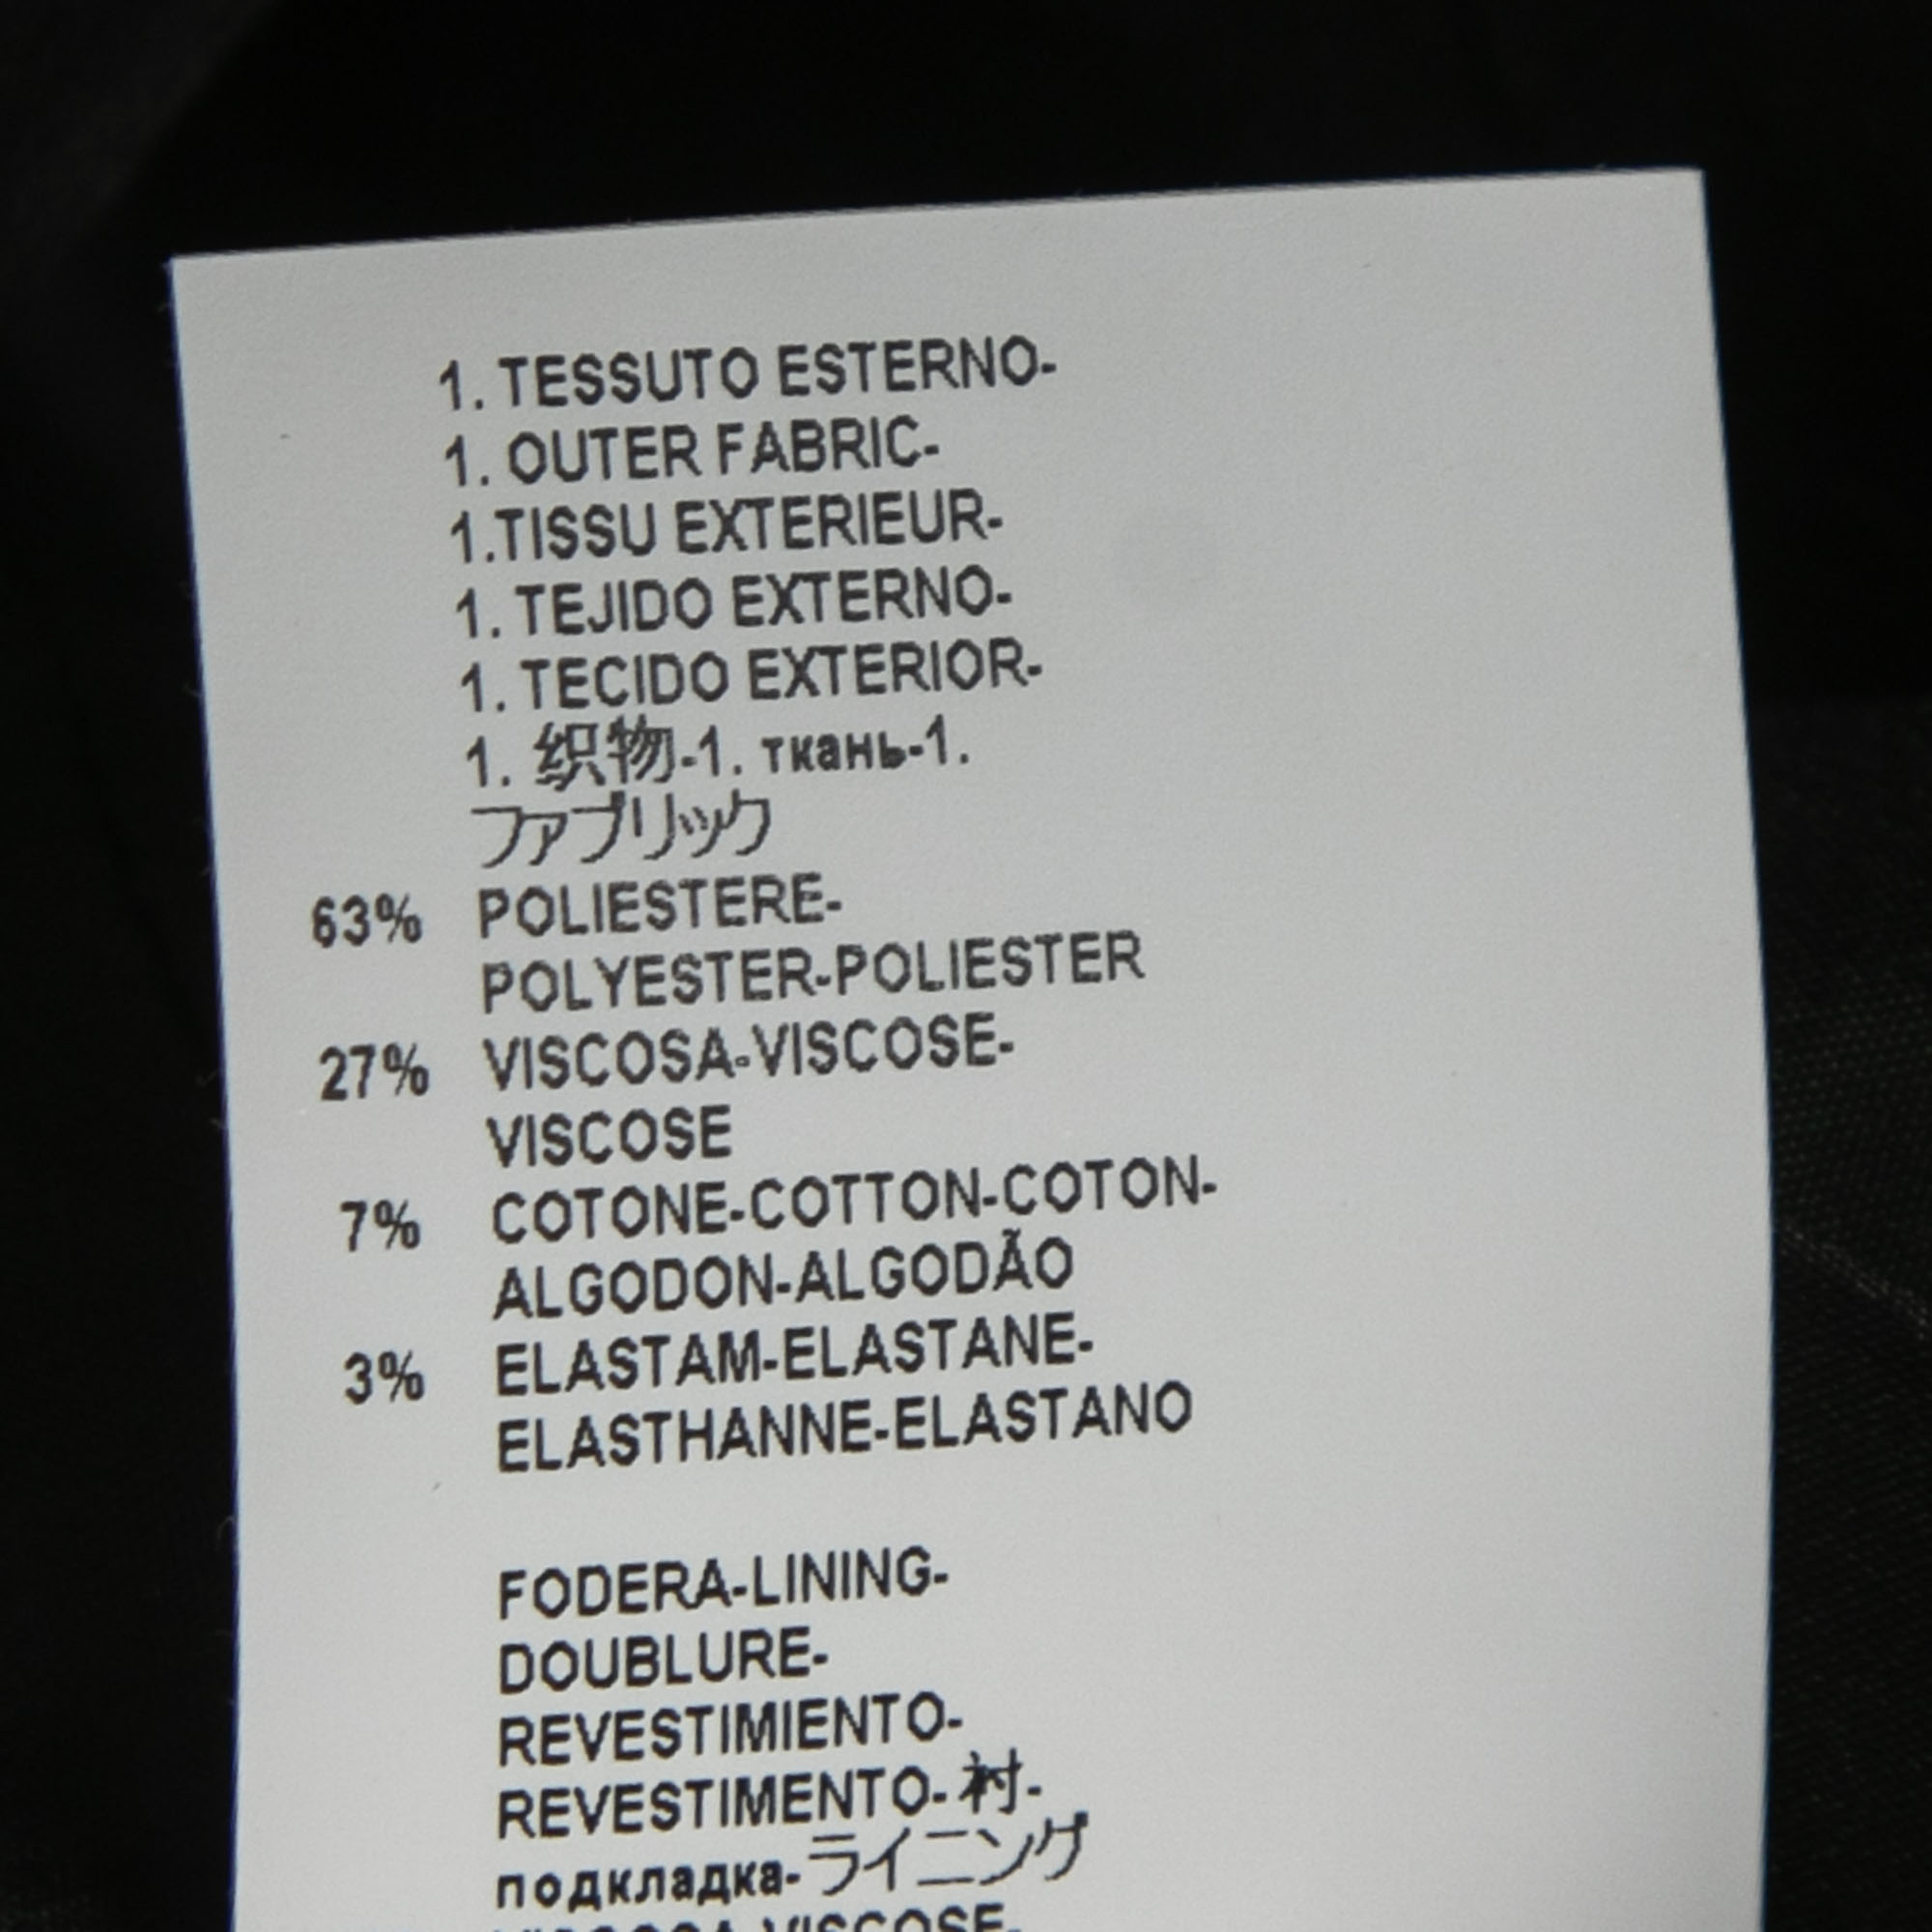 1. TESSUTO ESTERNO-
1. OUTER FABRIC-
1.TISSU EXTERIEUR-
1. TEJIDO EXTERNO-
1. TECIDO EXTERIOR-
1. 织物-1. ткань-1.
ファブリック
63% POLIESTERE-
POLYESTER-POLIESTER
27% VISCOSA-VISCOSE-
VISCOSE
7% COTONE-COTTON-COTON-
ALGODON-ALGODÃO
3% ELASTAM-ELASTANE-
ELASTHANNE-ELASTANO
FODERA-LINING-
DOUBLURE-
REVESTIMIENTO-
REVESTIMENTO-衬-
подкладка-ライニング
VISCOSA-VISCOSE-